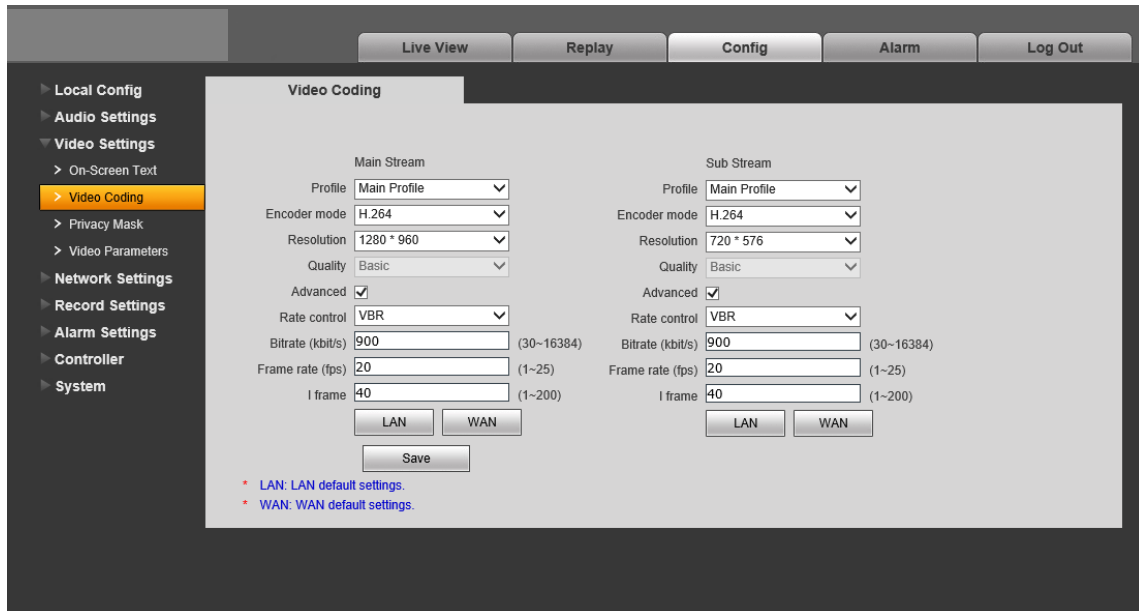 Live View Replay Config Alarm Log Out
Local Config
Audio Settings
Video Settings
> On-Screen Text
> Video Coding
> Privacy Mask
> Video Parameters
Network Settings
Record Settings
Alarm Settings
Controller
System
Video Coding
Main Stream
Profile Main Profile
Encoder mode H.264
Resolution 1280 * 960
Quality Basic
Advanced
Rate control VBR
Bitrate (kbit/s) 900 (30~16384)
Frame rate (fps) 20 (1~25)
I frame 40 (1~200)
LAN WAN
Sub Stream
Profile Main Profile
Encoder mode H.264
Resolution 720 * 576
Quality Basic
Advanced
Rate control VBR
Bitrate (kbit/s) 900 (30~16384)
Frame rate (fps) 20 (1~25)
I frame 40 (1~200)
LAN WAN
Save
* LAN: LAN default settings.
* WAN: WAN default settings.